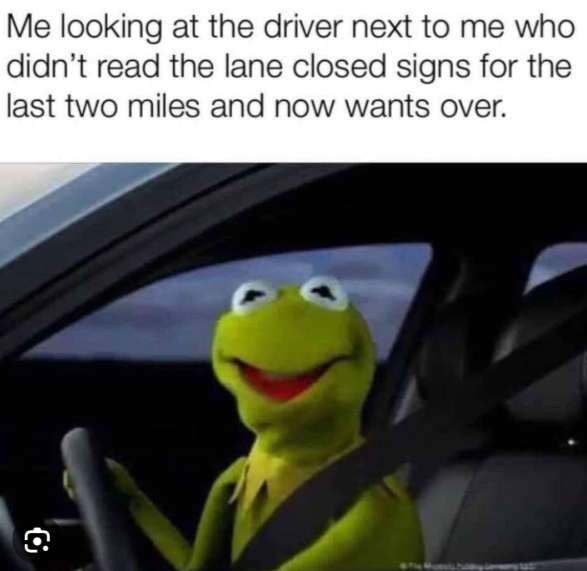 Me looking at the driver next to me who
didn't read the lane closed signs for the
last two miles and now wants over.